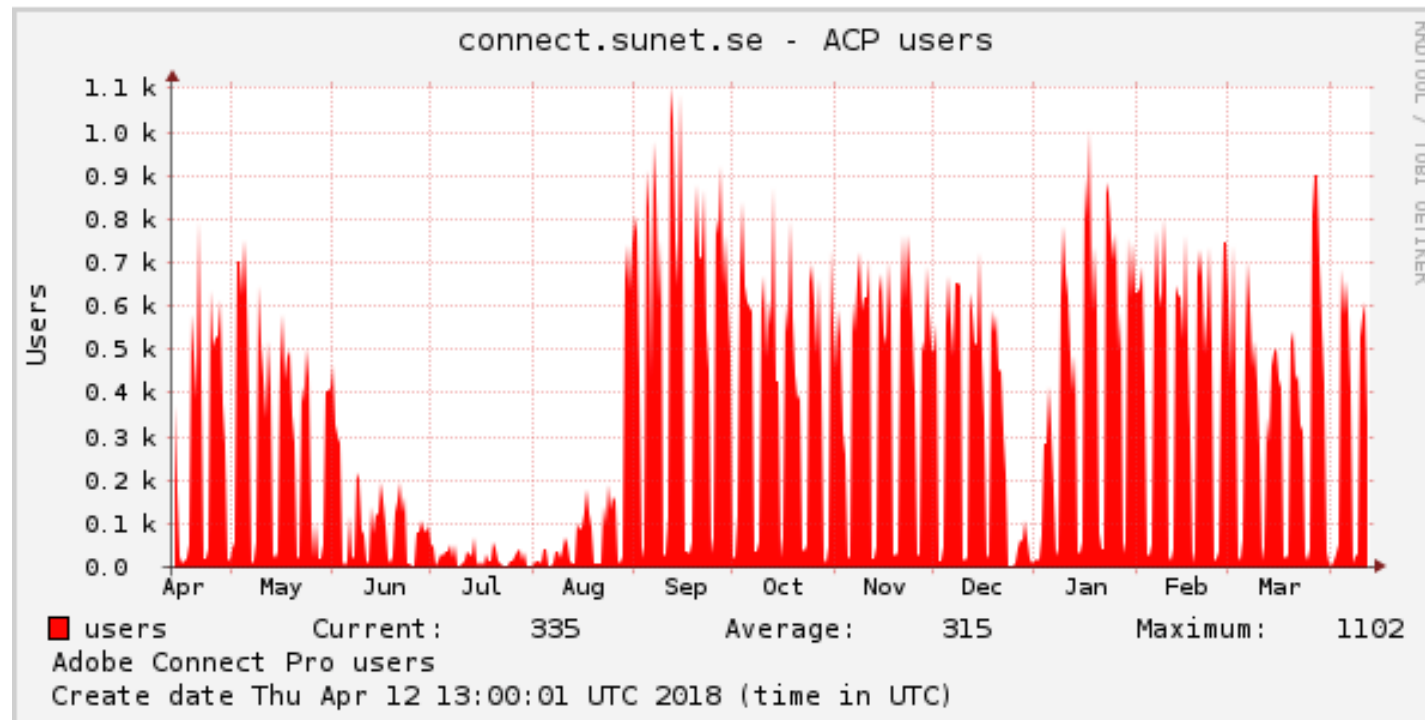 connect.sunet.se - ACP users
RRDTOOL / TOBI OETIKER
Users
1.1 k
1.0 k
0.9 k
0.8 k
0.7 k
0.6 k
0.5 k
0.4 k
0.3 k
0.2 k
0.1 k
0.0
Apr May Jun Jul Aug Sep Oct Nov Dec Jan Feb Mar
users Current: 335 Average: 315 Maximum: 1102
Adobe Connect Pro users
Create date Thu Apr 12 13:00:01 UTC 2018 (time in UTC)